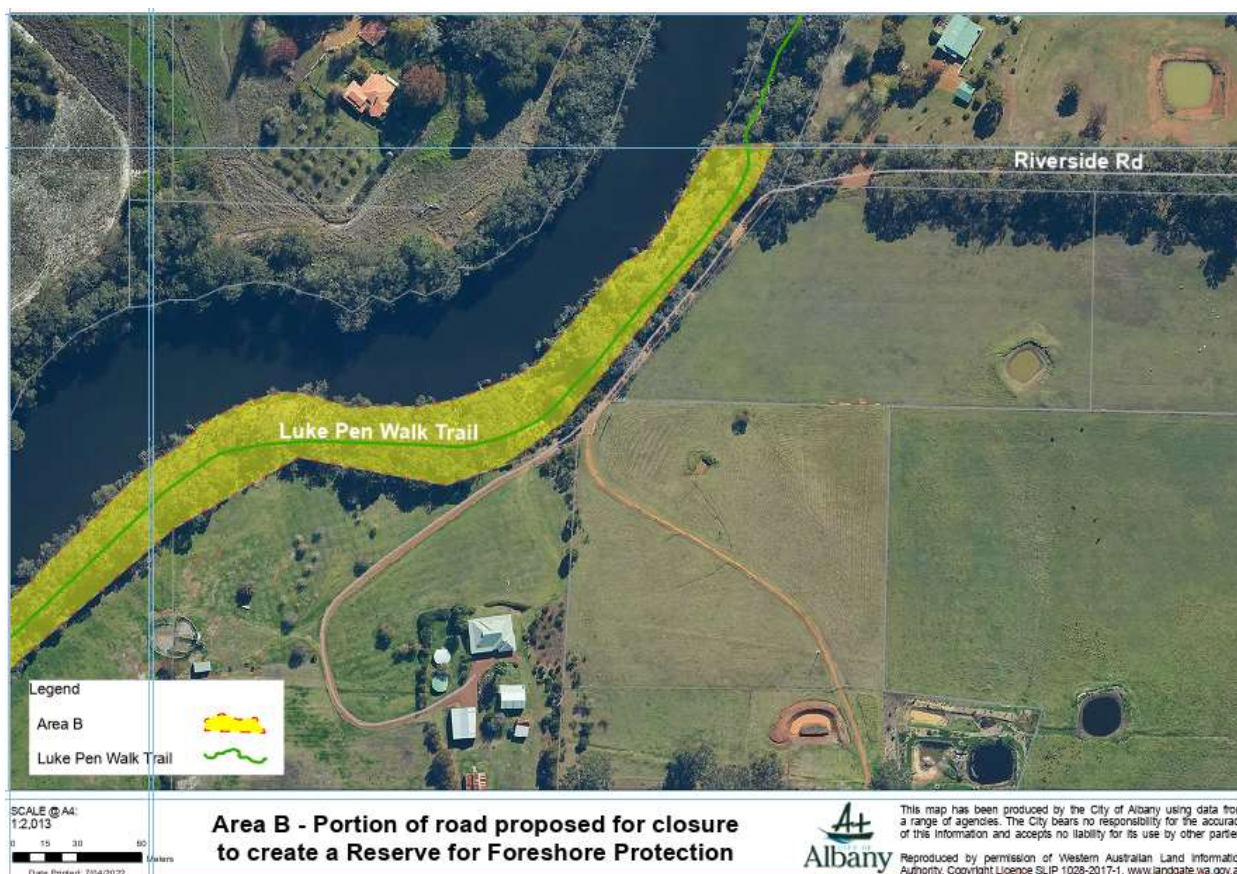 Riverside Rd
Luke Pen Walk Trail
Legend
Area B
Luke Pen Walk Trail
SCALE @ A4:
1:2,013
0 15 30 60
Meters
Date Printed: 7/04/2022
Area B - Portion of road proposed for closure
to create a Reserve for Foreshore Protection
CITY OF
Albany
This map has been produced by the City of Albany using data fro
a range of agencies. The City bears no responsibility for the accurac
of this information and accepts no liability for its use by other partie
Reproduced by permission of Western Australian Land Informatio
Authority, Copyright Licence SLIP 1028-2017-1. www.landgate.wa.gov.a